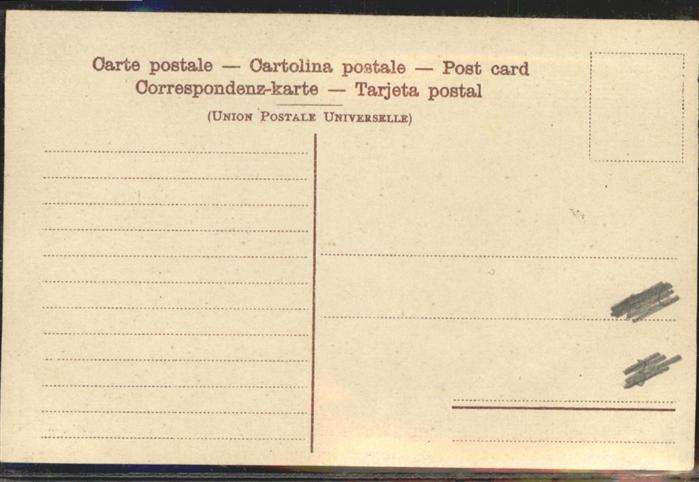 Carte postale — Cartolina postale — Post card
Correspondenz-karte — Tarjeta postal
(Union Postale Universelle)